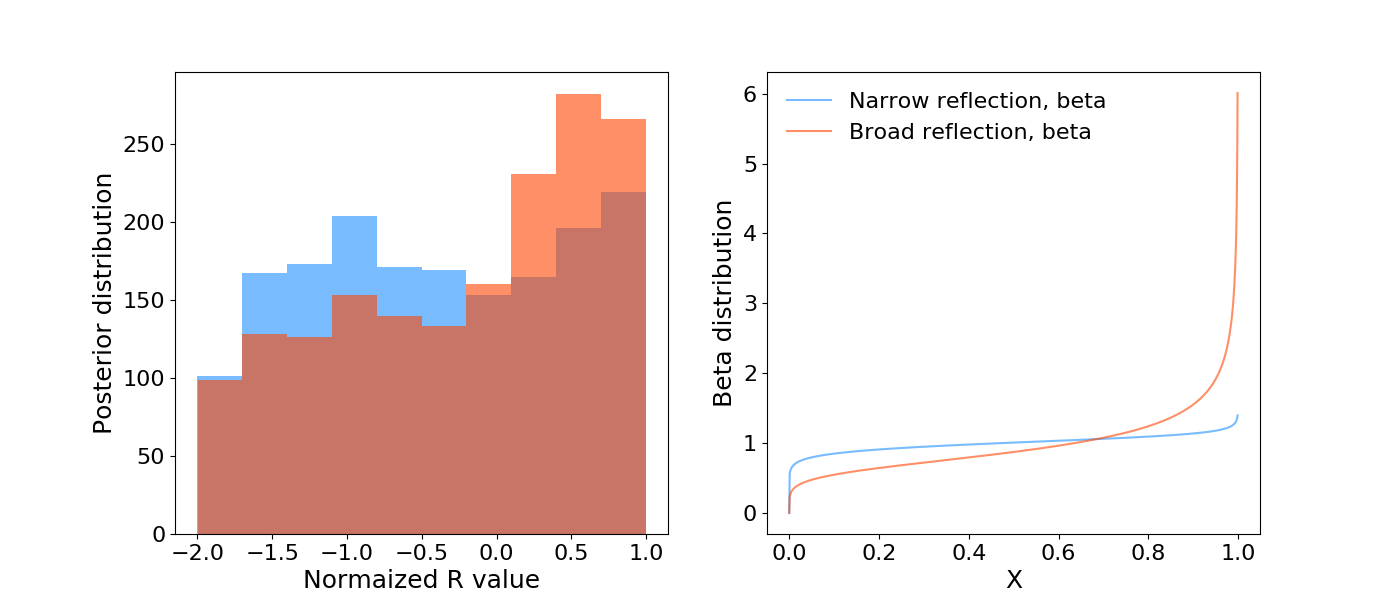 Posterior distribution
250
200
150
100
50
0
−2.0 −1.5 −1.0 −0.5 0.0 0.5 1.0
Normaized R value
Beta distribution
6
5
4
3
2
1
0
Narrow reflection, beta
Broad reflection, beta
0.0 0.2 0.4 0.6 0.8 1.0
X